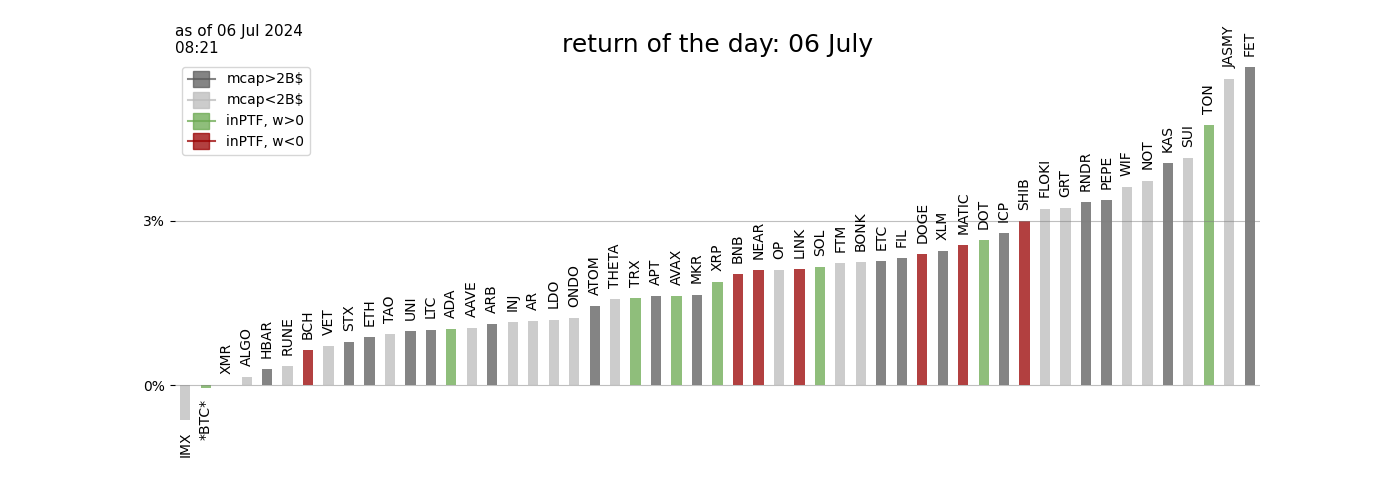 as of 06 Jul 2024
08:21
return of the day: 06 July
mcap>2B$
mcap<2B$
inPTF, w>0
inPTF, w<0
3%
0%
IMX
*BTC*
XMR
ALGO
HBAR
RUNE
BCH
VET
STX
ETH
TAO
UNI
LTC
ADA
AAVE
ARB
INJ
AR
LDO
ONDO
ATOM
THETA
TRX
APT
AVAX
MKR
XRP
BNB
NEAR
OP
LINK
SOL
FTM
BONK
ETC
FIL
DOGE
XLM
MATIC
DOT
ICP
SHIB
FLOKI
GRT
RNDR
PEPE
WIF
NOT
KAS
SUI
TON
JASMY
FET